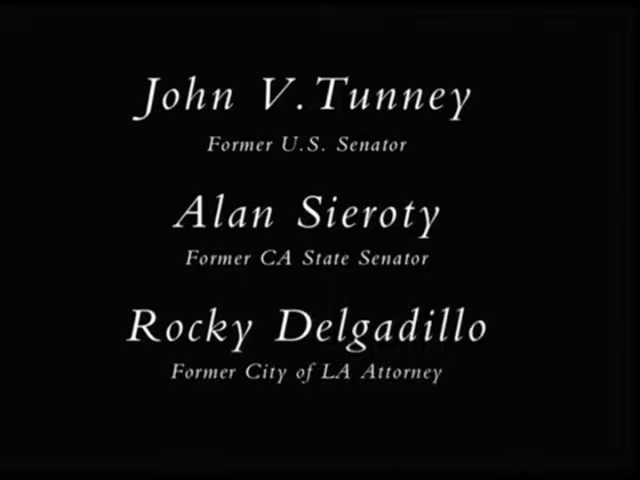 John V. Tunney
Former U.S. Senator
Alan Sieroty
Former CA State Senator
Rocky Delgadillo
Former City of LA Attorney